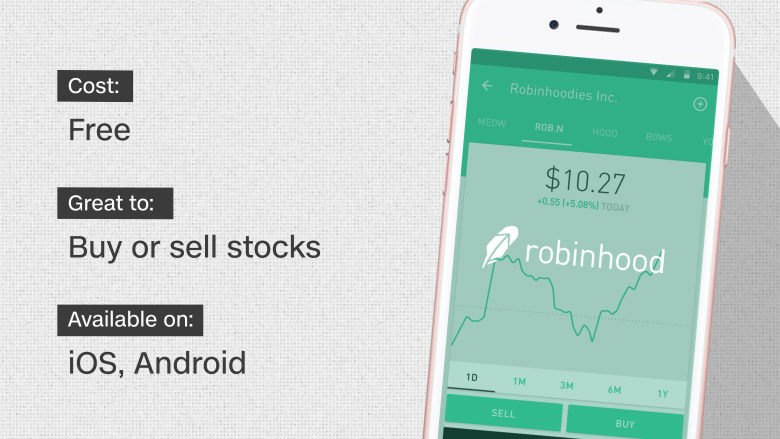 Cost:
Free
Great to:
Buy or sell stocks
Available on:
iOS, Android
9:41
Robinhoodies Inc.
MEOW ROB.N HOOD BOWS YO
$10.27
+0.55 (+5.08%) TODAY
robinhood
1D 1M 3M 6M 1Y
SELL BUY